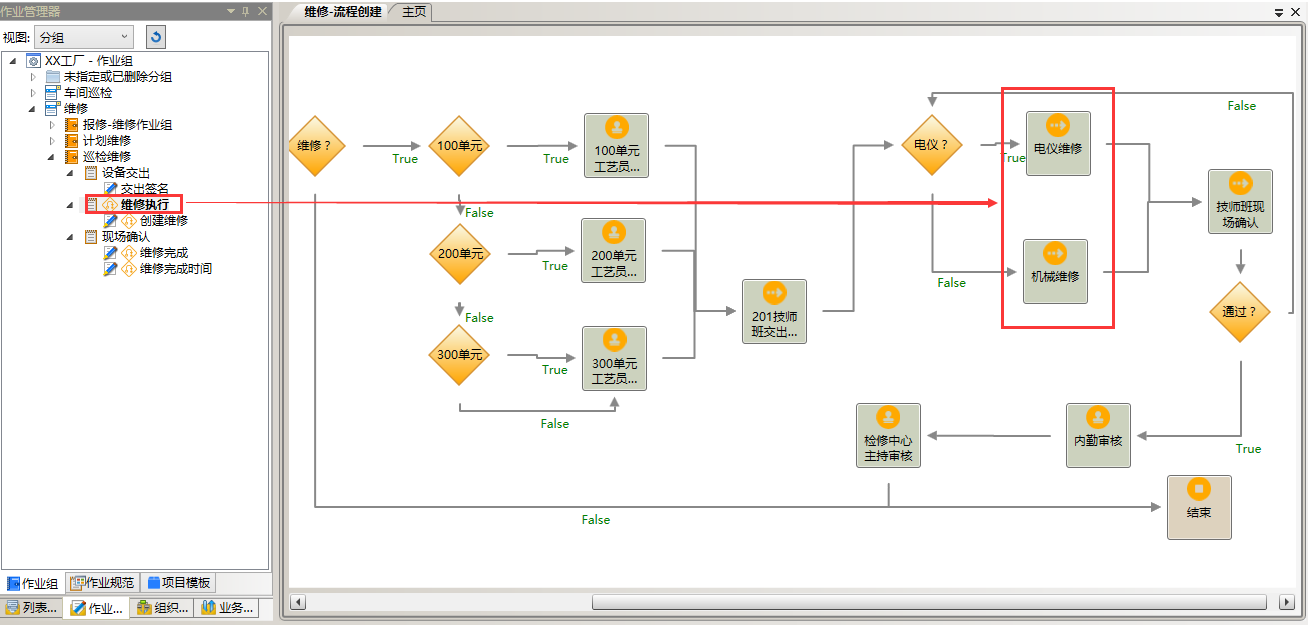 作业管理器
视图: 分组
XX工厂 - 作业组
未指定或已删除分组
车间巡检
维修
报修-维修作业组
计划维修
巡检维修
设备交出
交出签名
维修执行
创建维修
现场确认
维修完成
维修完成时间
作业组 作业规范 项目模板
列表... 作业... 组织... 业务...
维修-流程创建 主页
维修？
True
100单元
True
100单元
工艺员...
False
200单元
True
200单元
工艺员...
False
300单元
True
300单元
工艺员...
False
201技师
班交出...
电仪？
True
电仪维修
False
机械维修
False
技师班现
场确认
通过？
True
内勤审核
检修中心
主持审核
False
结束